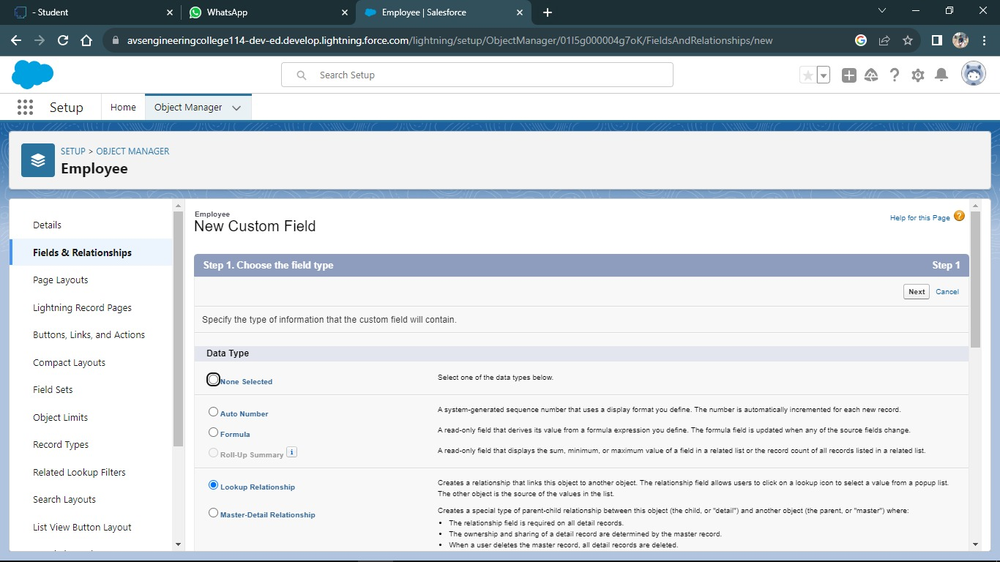 - Student
WhatsApp
Employee | Salesforce
avsengineeringcollege114-dev-ed.develop.lightning.force.com/lightning/setup/ObjectManager/01I5g000004g7oK/FieldsAndRelationships/new
Search Setup
Setup
Home
Object Manager
SETUP > OBJECT MANAGER
Employee
Details
Fields & Relationships
Page Layouts
Lightning Record Pages
Buttons, Links, and Actions
Compact Layouts
Field Sets
Object Limits
Record Types
Related Lookup Filters
Search Layouts
List View Button Layout
Employee
New Custom Field
Help for this Page
Step 1. Choose the field type
Step 1
Next
Cancel
Specify the type of information that the custom field will contain.
Data Type
None Selected
Select one of the data types below.
Auto Number
A system-generated sequence number that uses a display format you define. The number is automatically incremented for each new record.
Formula
A read-only field that derives its value from a formula expression you define. The formula field is updated when any of the source fields change.
Roll-Up Summary i
A read-only field that displays the sum, minimum, or maximum value of a field in a related list or the record count of all records listed in a related list.
Lookup Relationship
Creates a relationship that links this object to another object. The relationship field allows users to click on a lookup icon to select a value from a popup list.
The other object is the source of the values in the list.
Master-Detail Relationship
Creates a special type of parent-child relationship between this object (the child, or "detail") and another object (the parent, or "master") where:
• The relationship field is required on all detail records.
• The ownership and sharing of a detail record are determined by the master record.
• When a user deletes the master record, all detail records are deleted.